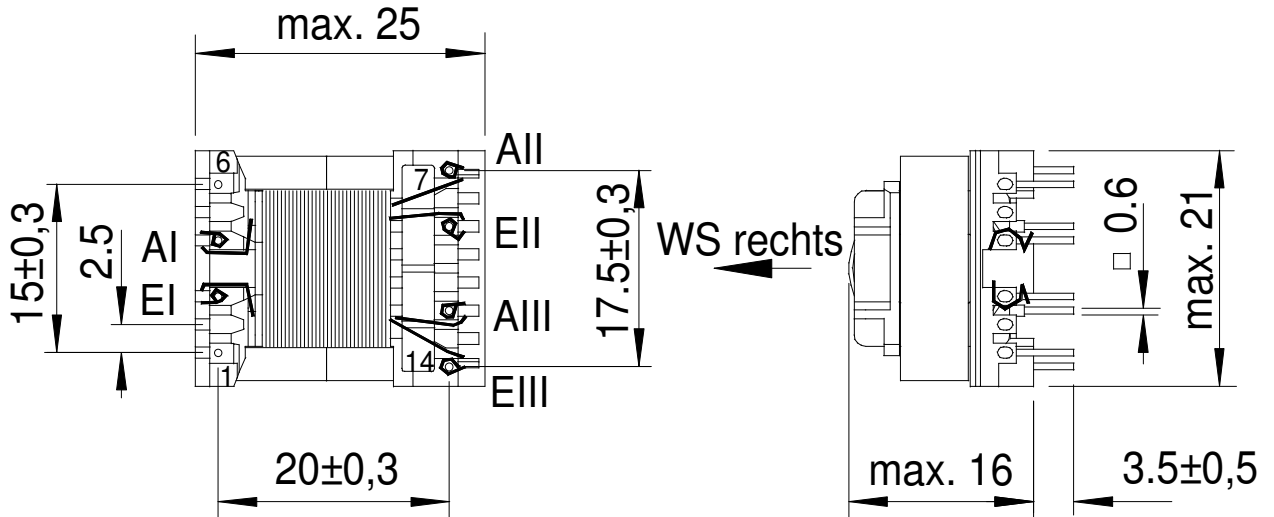 max. 25
6
AII
7
15±0,3
2.5
AI
EI
EII
WS rechts
17.5±0,3
AIII
14
1
EIII
20±0,3
0.6
max. 21
max. 16
3.5±0,5